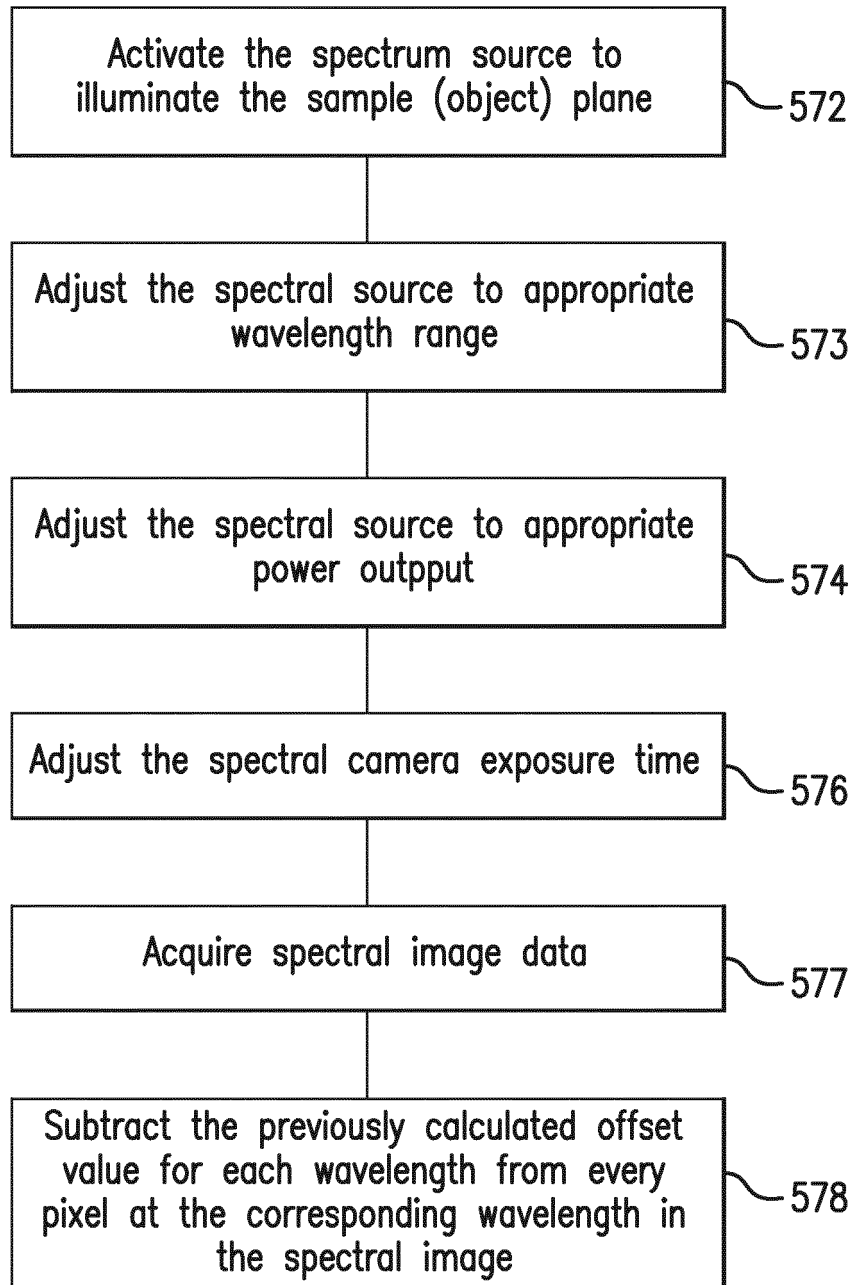 Activate the spectrum source to
illuminate the sample (object) plane
572
Adjust the spectral source to appropriate
wavelength range
573
Adjust the spectral source to appropriate
power outpput
574
Adjust the spectral camera exposure time
576
Acquire spectral image data
577
Subtract the previously calculated offset
value for each wavelength from every
pixel at the corresponding wavelength in
the spectral image
578